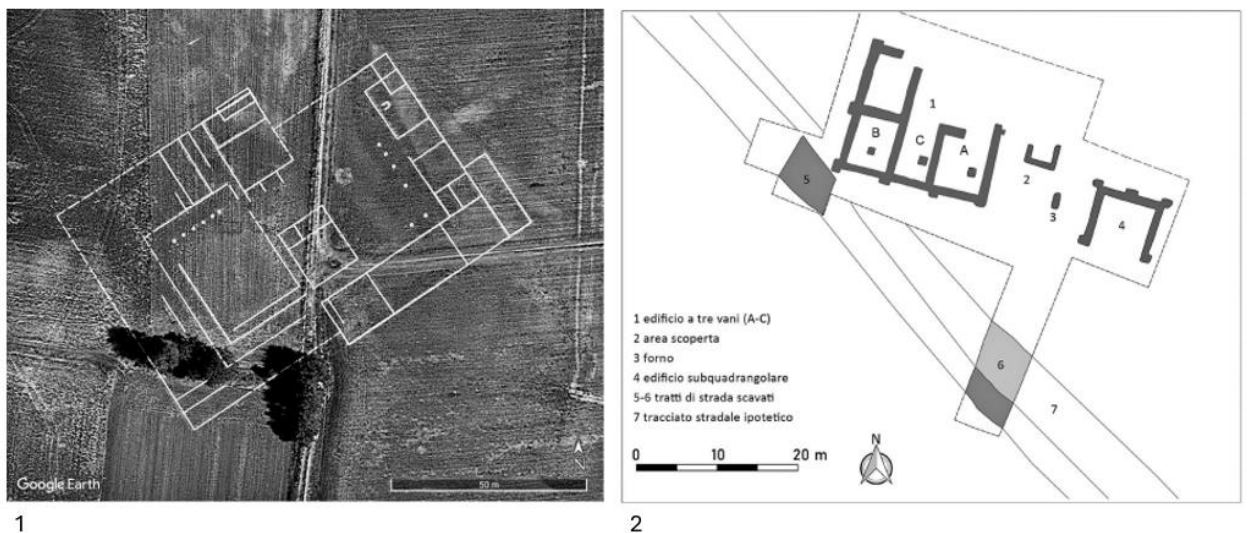 Google Earth
N
50 m
1
1
B
C
A
2
3
4
5
6
7
1 edificio a tre vani (A-C)
2 area scoperta
3 forno
4 edificio subquadrangolare
5-6 tratti di strada scavati
7 tracciato stradale ipotetico
0 10 20 m
N
2